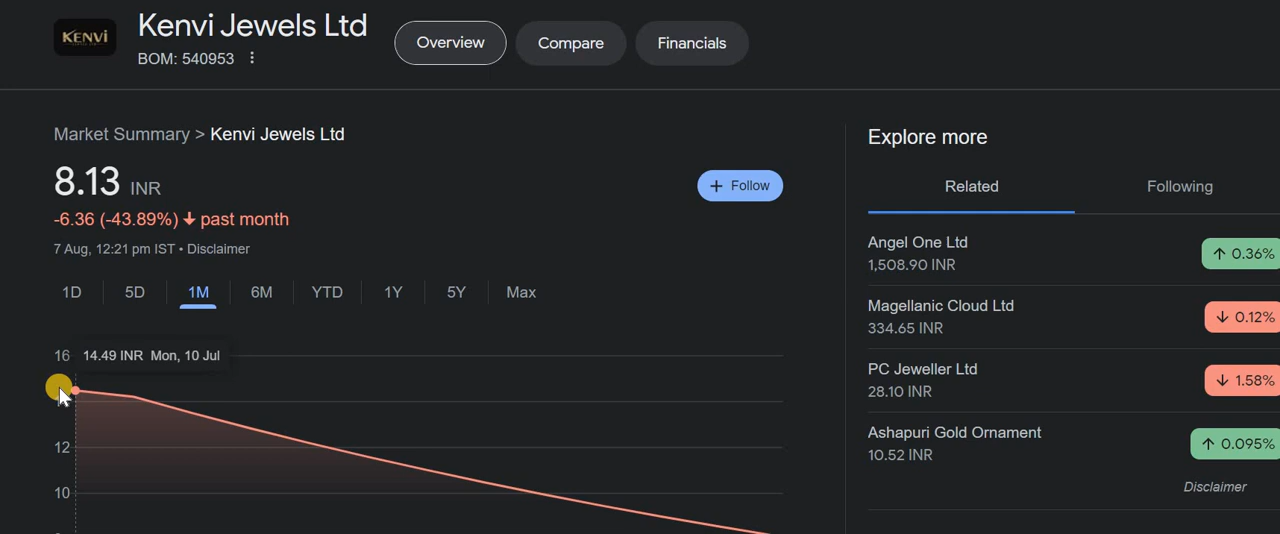 KENVI
Kenvi Jewels Ltd
BOM: 540953
Overview
Compare
Financials
Market Summary > Kenvi Jewels Ltd
8.13 INR
-6.36 (-43.89%) ↓ past month
7 Aug, 12:21 pm IST • Disclaimer
+ Follow
1D 5D 1M 6M YTD 1Y 5Y Max
16
14.49 INR Mon, 10 Jul
12
10
Explore more
Related
Following
Angel One Ltd
1,508.90 INR
↑ 0.36%
Magellanic Cloud Ltd
334.65 INR
↓ 0.12%
PC Jeweller Ltd
28.10 INR
↓ 1.58%
Ashapuri Gold Ornament
10.52 INR
↑ 0.095%
Disclaimer